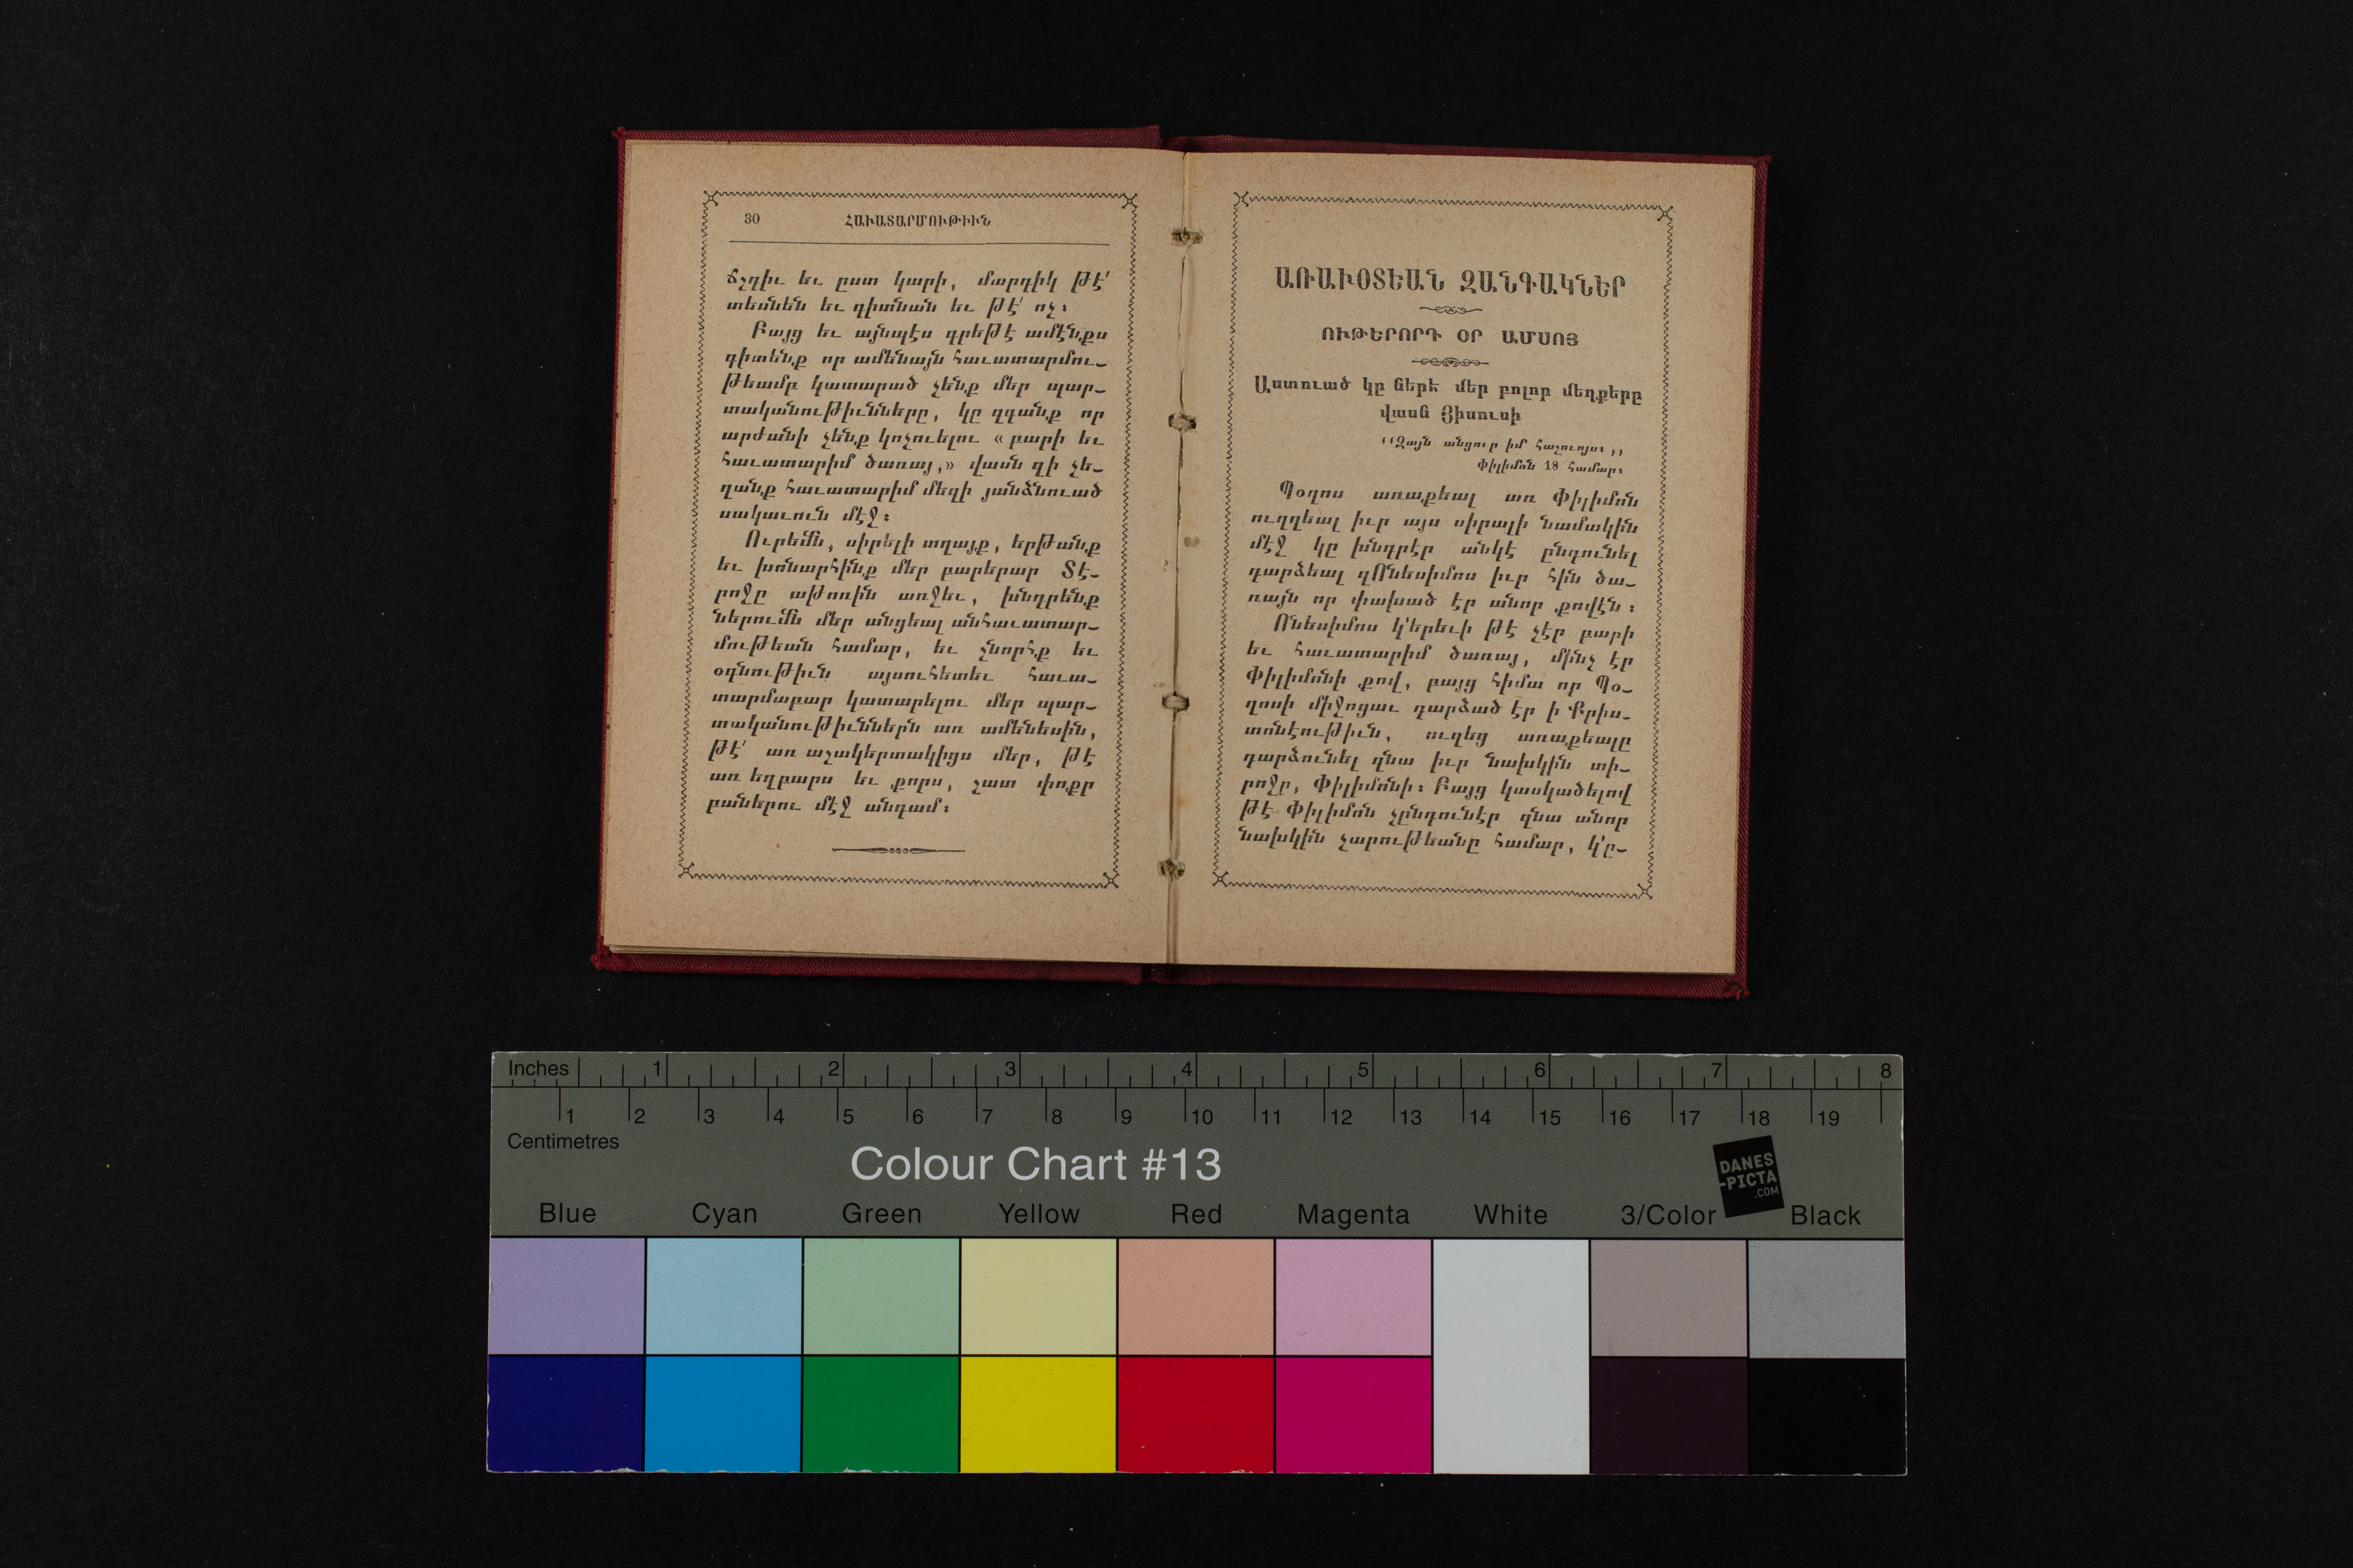 30 ՀԱՒԱՏԱՐՄՈՒԹԻՒՆ
ճշդիւ եւ ըստ կարի, մարդիկ թէ՛
տեսնեն եւ գիտնան եւ թէ՛ ոչ։
Բայց եւ այնպէս գրեթէ ամէնքս
գիտենք որ ամենայն հաւատարմու-
թեամբ կատարած չենք մեր պար-
տականութիւնները, կը զգանք որ
արժանի չենք կոչուելու «բարի եւ
հաւատարիմ ծառայ,» վասն զի չե-
ղանք հաւատարիմ մեզի յանձնուած
սակաւուն մէջ։
Ուրեմն, սիրելի տղայք, երթանք
եւ խոնարհինք մեր բարերար Տէ-
րոջը աթոռին առջեւ, խնդրենք
ներումն մեր անցեալ անհաւատար-
մութեան համար, եւ շնորհք եւ
օգնութիւն այսուհետեւ հաւա-
տարմաբար կատարելու մեր պար-
տականութիւններն առ ամենեսին,
թէ՛ առ աշակերտակիցս մեր, թէ
առ եղբարս եւ քորս, շատ փոքր
բաներու մէջ անգամ։
ԱՌԱՒՕՏԵԱՆ ԶԱՆԳԱԿՆԵՐ
ՈՒԹԵՐՈՐԴ ՕՐ ԱՄՍՈՅ
Աստուած կը ներէ մեր բոլոր մեղքերը
վասն Յիսուսի
‘‘Զայն անցուր իմ հաշուոյս։,,
Փիլիմոն 18 համար։
Պօղոս առաքեալ առ Փիլիմոն
ուղղեալ իւր այս սիրալի նամակին
մէջ կը խնդրէր անկէ ընդունել
դարձեալ զՈնեսիմոս իւր հին ծա-
ռայն որ փախած էր անոր քովէն։
Ոնեսիմոս կ՚երեւի թէ չէր բարի
եւ հաւատարիմ ծառայ, մինչ էր
Փիլիմոնի քով, բայց հիմա որ Պօ-
ղոսի միջոցաւ դարձած էր ի Քրիս-
տոնէութիւն, ուզեց առաքեալը
դարձունել զնա իւր նախկին տի-
րոջը, Փիլիմոնի։ Բայց կասկածելով
թէ Փիլիմոն չընդունէր զնա անոր
նախկին չարութեանը համար, կ՚ը-
Inches 1 2 3 4 5 6 7 8
1 2 3 4 5 6 7 8 9 10 11 12 13 14 15 16 17 18 19
Centimetres
Colour Chart #13
DANES
-PICTA
.COM
Blue Cyan Green Yellow Red Magenta White 3/Color Black